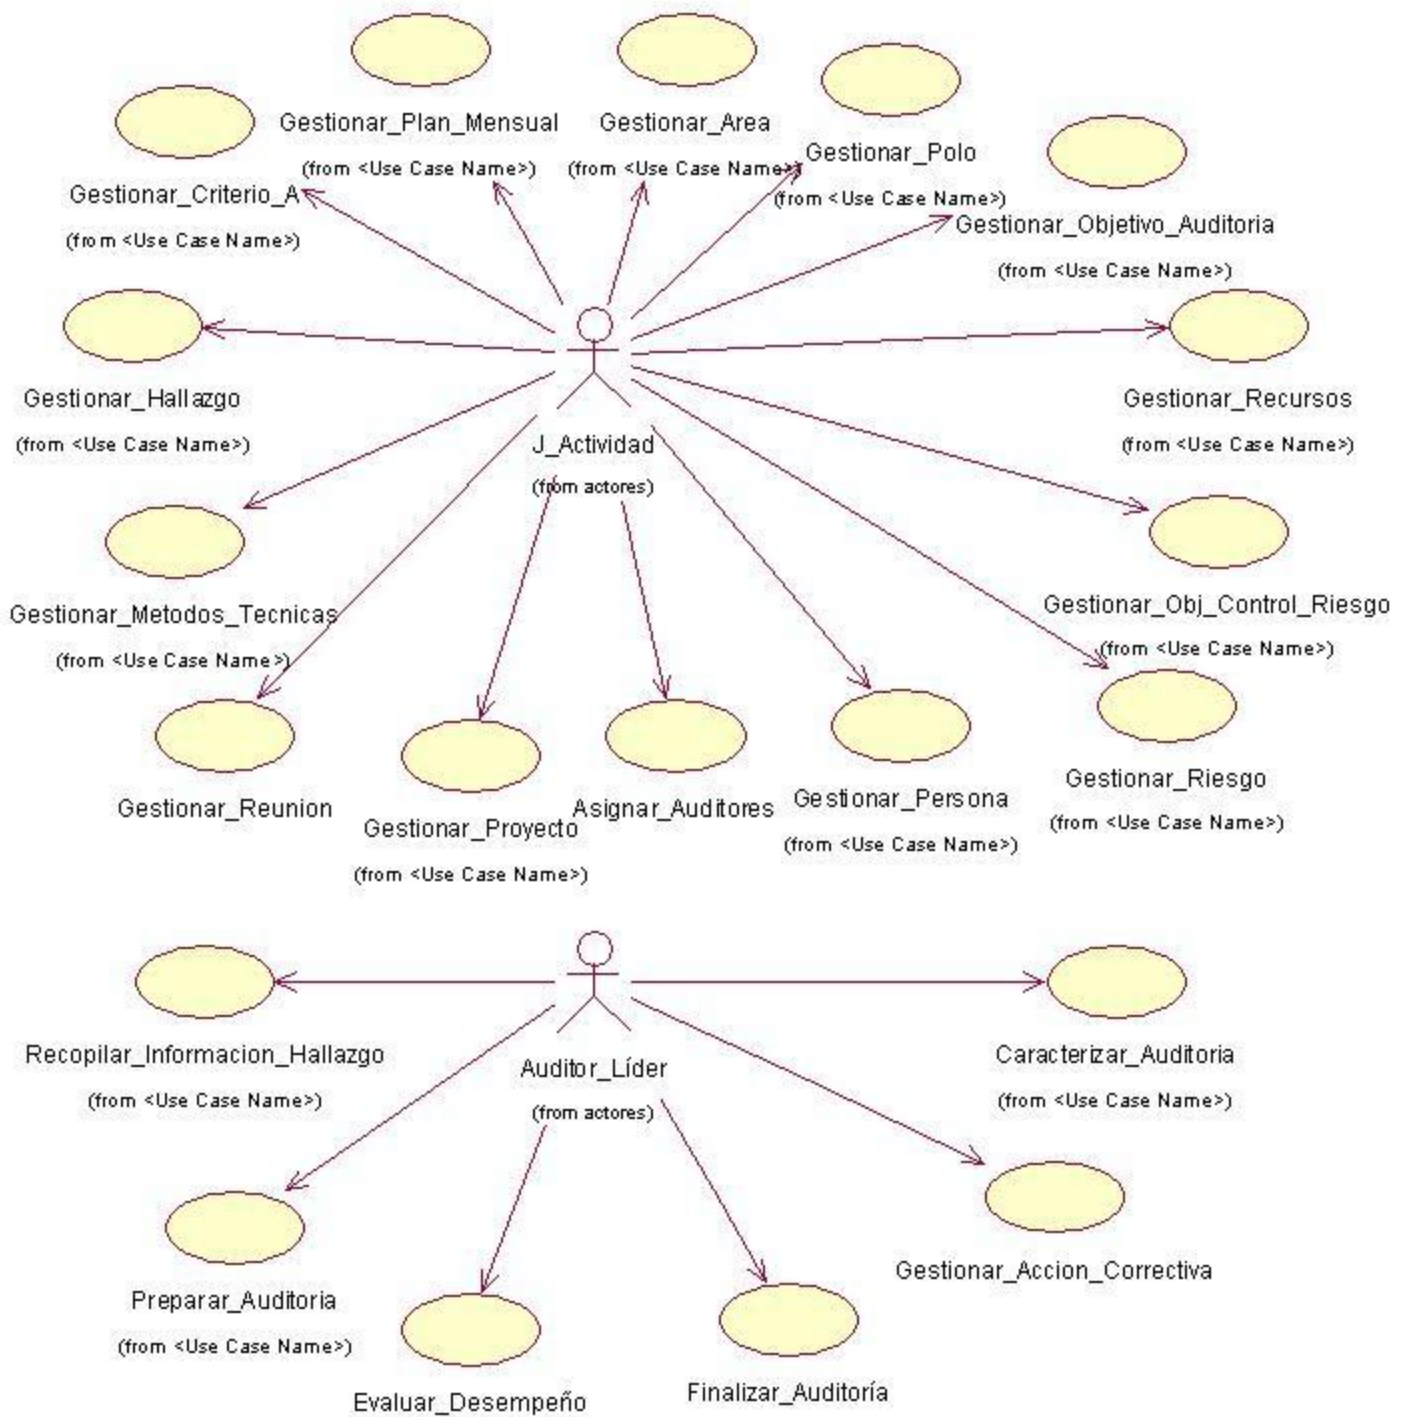 Gestionar_Plan_Mensual
(from <Use Case Name>)
Gestionar_Area
(from <Use Case Name>)
Gestionar_Polo
(from <Use Case Name>)
Gestionar_Criterio_A
(from <Use Case Name>)
Gestionar_Objetivo_Auditoria
(from <Use Case Name>)
Gestionar_Hallazgo
(from <Use Case Name>)
Gestionar_Recursos
(from <Use Case Name>)
J_Actividad
(from actores)
Gestionar_Metodos_Tecnicas
(from <Use Case Name>)
Gestionar_Obj_Control_Riesgo
(from <Use Case Name>)
Gestionar_Reunion
Gestionar_Proyecto
(from <Use Case Name>)
Asignar_Auditores
Gestionar_Persona
(from <Use Case Name>)
Gestionar_Riesgo
(from <Use Case Name>)
Recopilar_Informacion_Hallazgo
(from <Use Case Name>)
Auditor_Líder
(from actores)
Caracterizar_Auditoria
(from <Use Case Name>)
Preparar_Auditoria
(from <Use Case Name>)
Evaluar_Desempeño
Finalizar_Auditoría
Gestionar_Accion_Correctiva